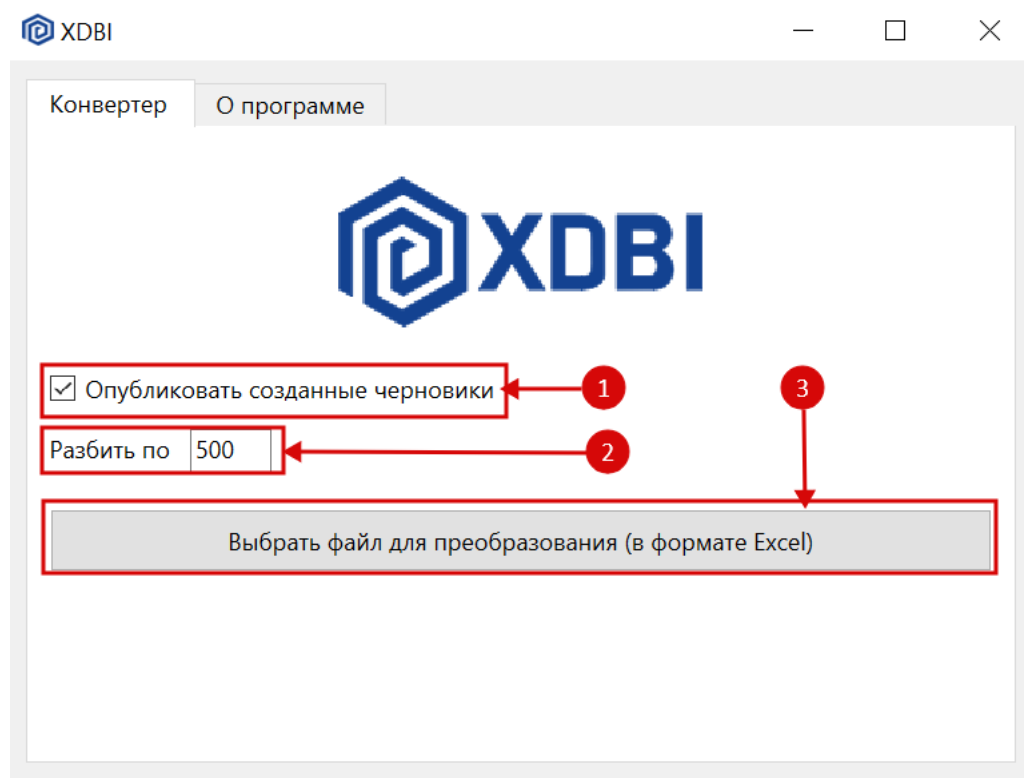 XDBI
Конвертер
О программе
XDBI
Опубликовать созданные черновики
1
3
Разбить по 500
2
Выбрать файл для преобразования (в формате Excel)